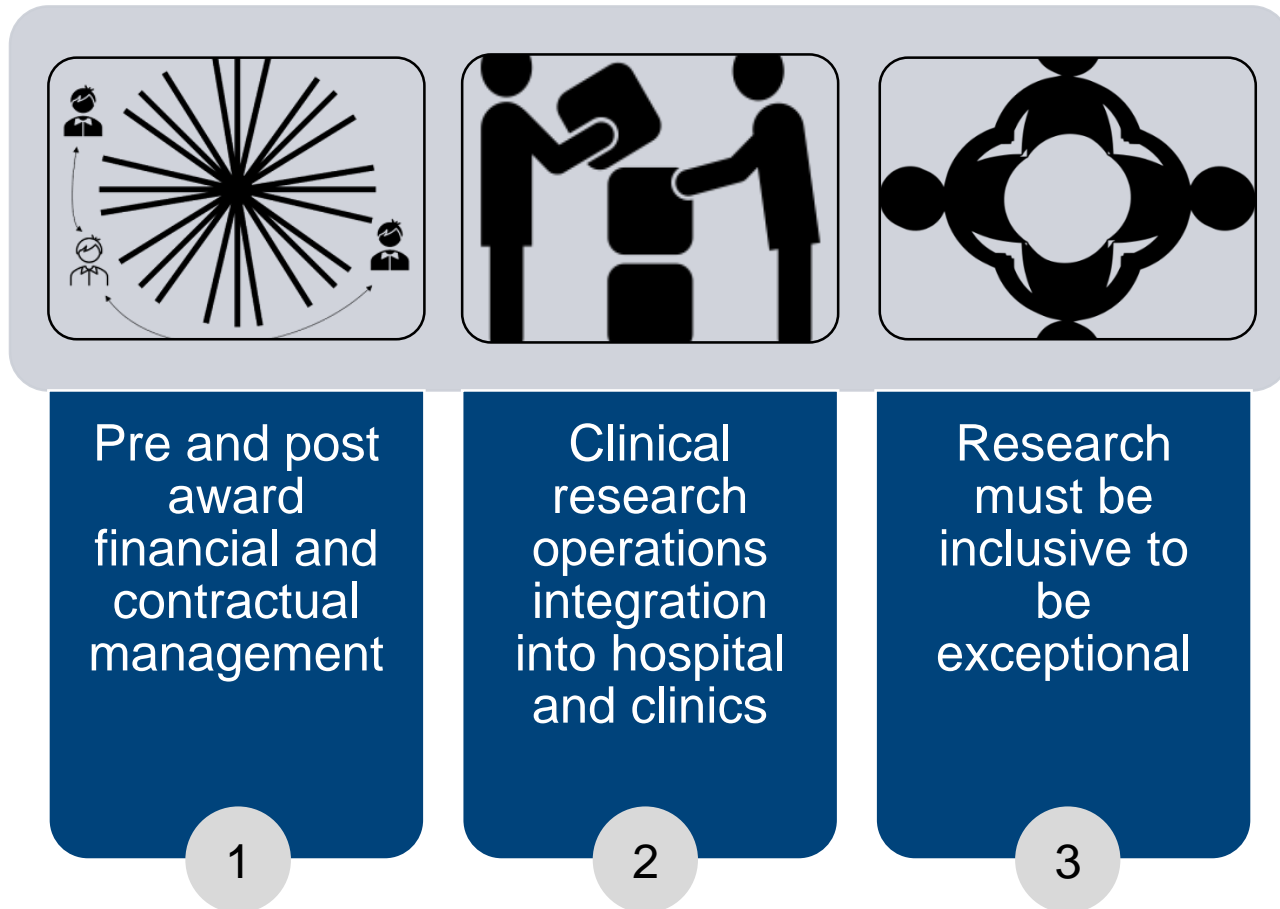 Pre and post
award
financial and
contractual
management
1
Clinical
research
operations
integration
into hospital
and clinics
2
Research
must be
inclusive to
be
exceptional
3